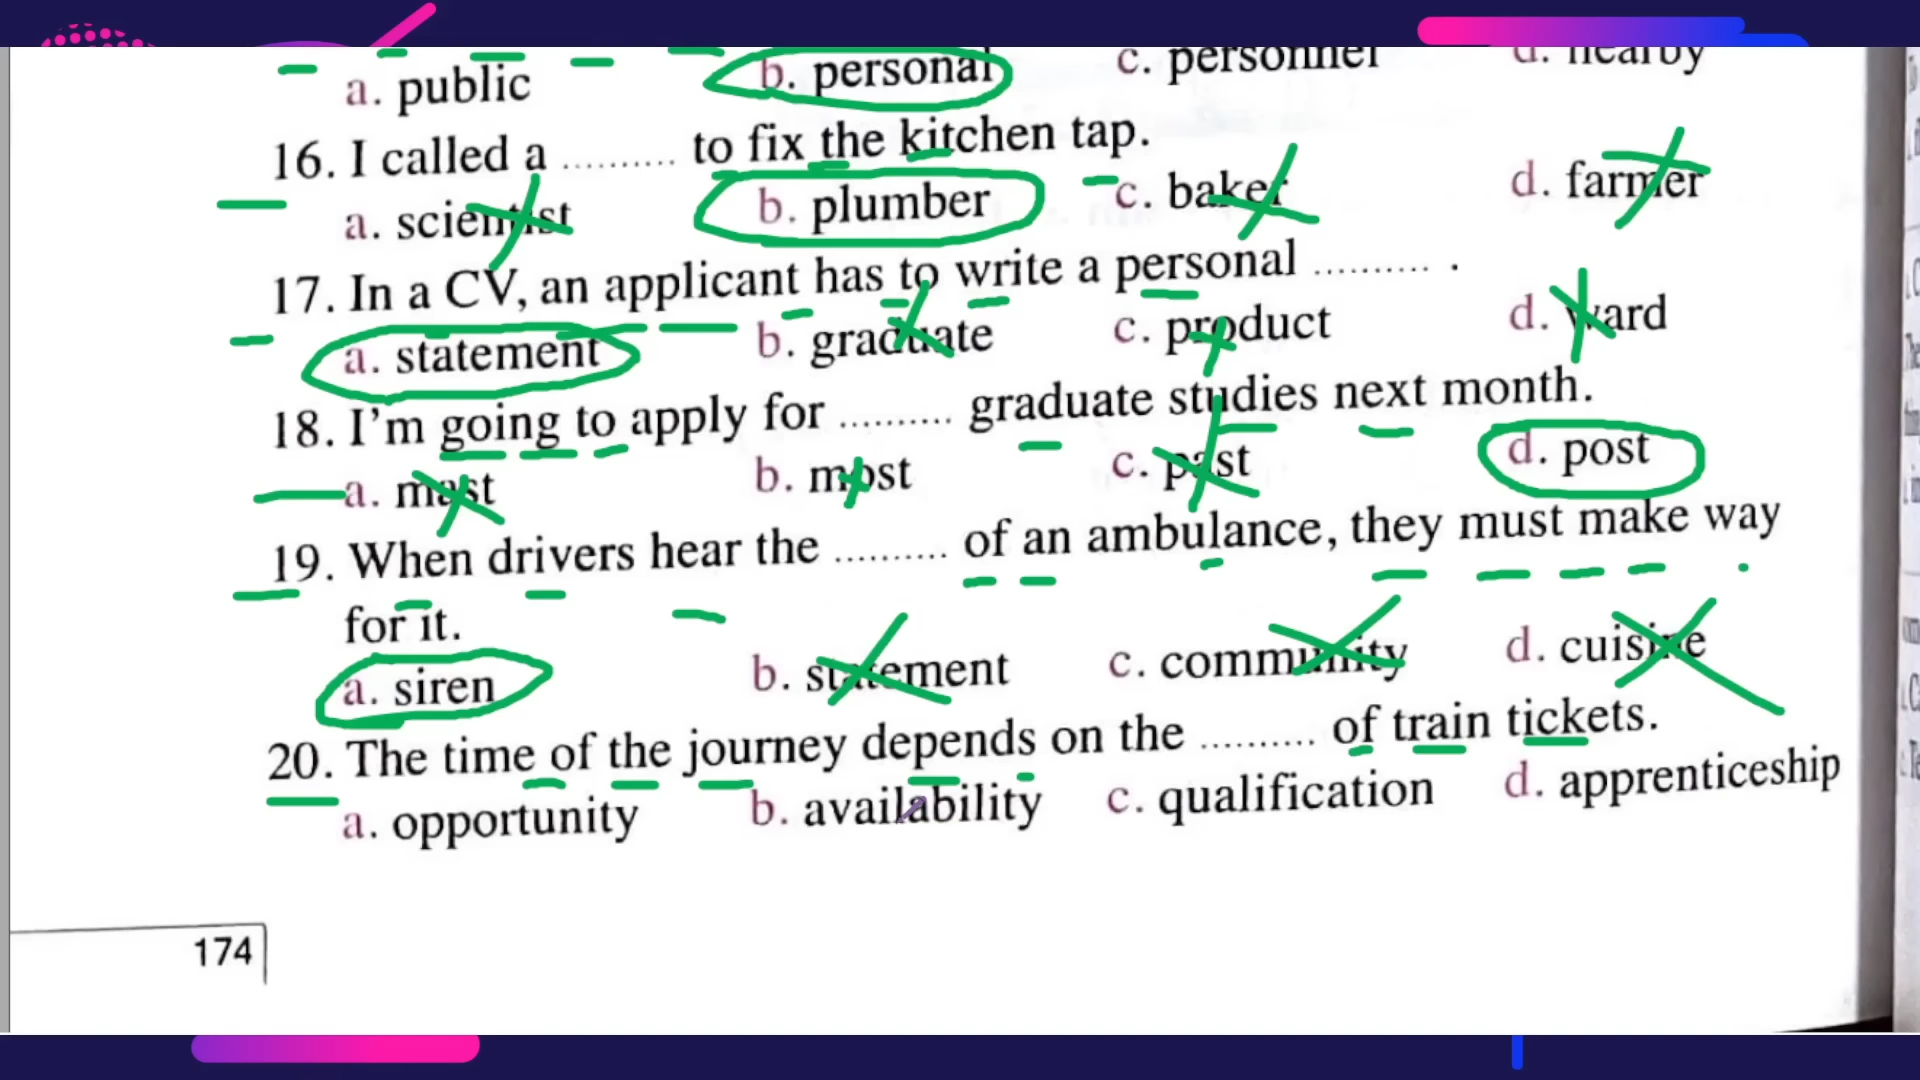 a. public b. personal c. personnel d. nearby
16. I called a .......... to fix the kitchen tap.
a. scientist b. plumber c. baker d. farmer
17. In a CV, an applicant has to write a personal .......... .
a. statement b. graduate c. product d. ward
18. I'm going to apply for .......... graduate studies next month.
a. mast b. most c. past d. post
19. When drivers hear the .......... of an ambulance, they must make way
for it.
a. siren b. statement c. community d. cuisine
20. The time of the journey depends on the .......... of train tickets.
a. opportunity b. availability c. qualification d. apprenticeship
174